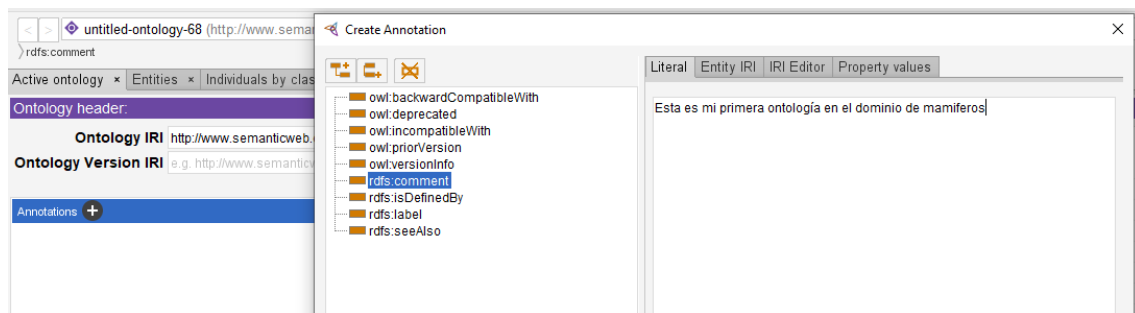 untitled-ontology-68 (http://www.sema
rdfs:comment
Active ontology × Entities × Individuals by clas
Ontology header:
Ontology IRI http://www.semanticweb.
Ontology Version IRI e.g. http://www.semanticw
Annotations
Create Annotation
owl:backwardCompatibleWith
owl:deprecated
owl:incompatibleWith
owl:priorVersion
owl:versionInfo
rdfs:comment
rdfs:isDefinedBy
rdfs:label
rdfs:seeAlso
Literal Entity IRI IRI Editor Property values
Esta es mi primera ontología en el dominio de mamiferos